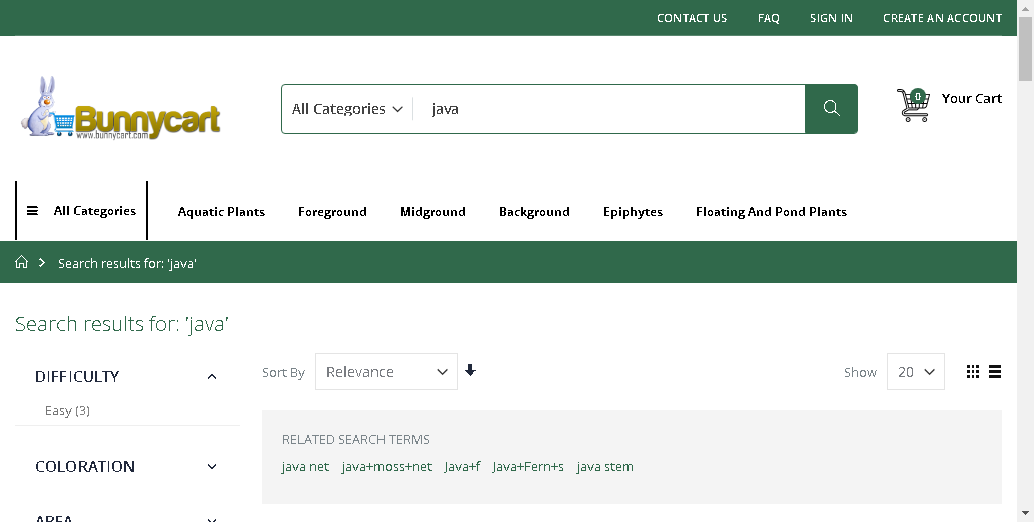 CONTACT US FAQ SIGN IN CREATE AN ACCOUNT
Bunnycart
www.bunnycart.com
All Categories java
0 Your Cart
All Categories Aquatic Plants Foreground Midground Background Epiphytes Floating And Pond Plants
Search results for: 'java'
Search results for: 'java'
DIFFICULTY
Easy (3)
COLORATION
AREA
Sort By Relevance Show 20
RELATED SEARCH TERMS
java net java+moss+net Java+f Java+Fern+s java stem